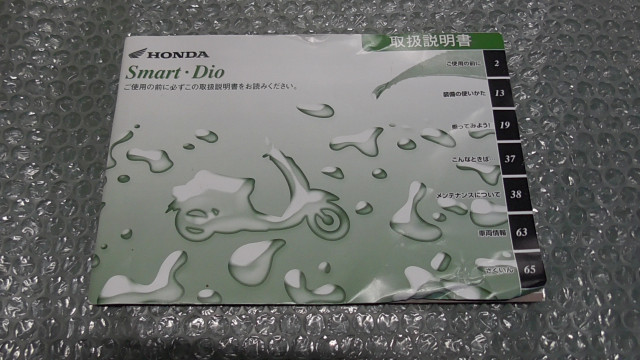 HONDA
取扱説明書
Smart・Dio
ご使用の前に必ずこの取扱説明書をお読みください。
ご使用の前に 2
装備の使いかた 13
乗ってみよう! 19
こんなときは 37
メンテナンスについて 38
車両情報 63
さくいん 65